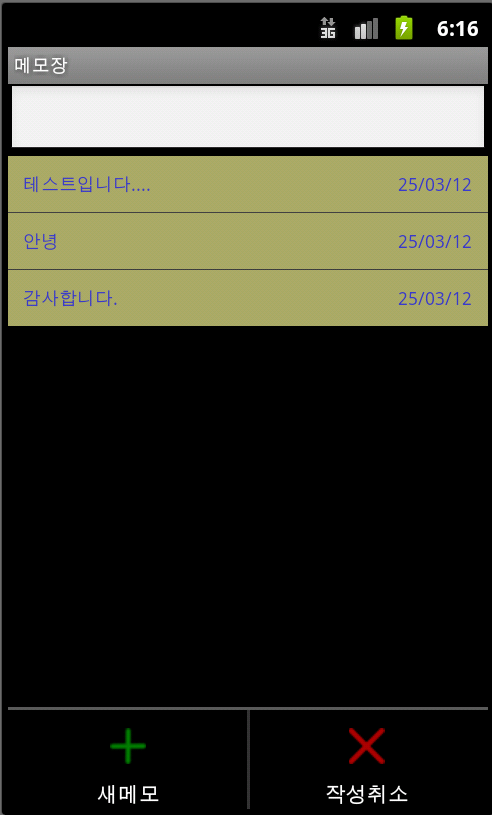 3G 6:16
메모장
테스트입니다.... 25/03/12
안녕 25/03/12
감사합니다. 25/03/12
새메모 작성취소